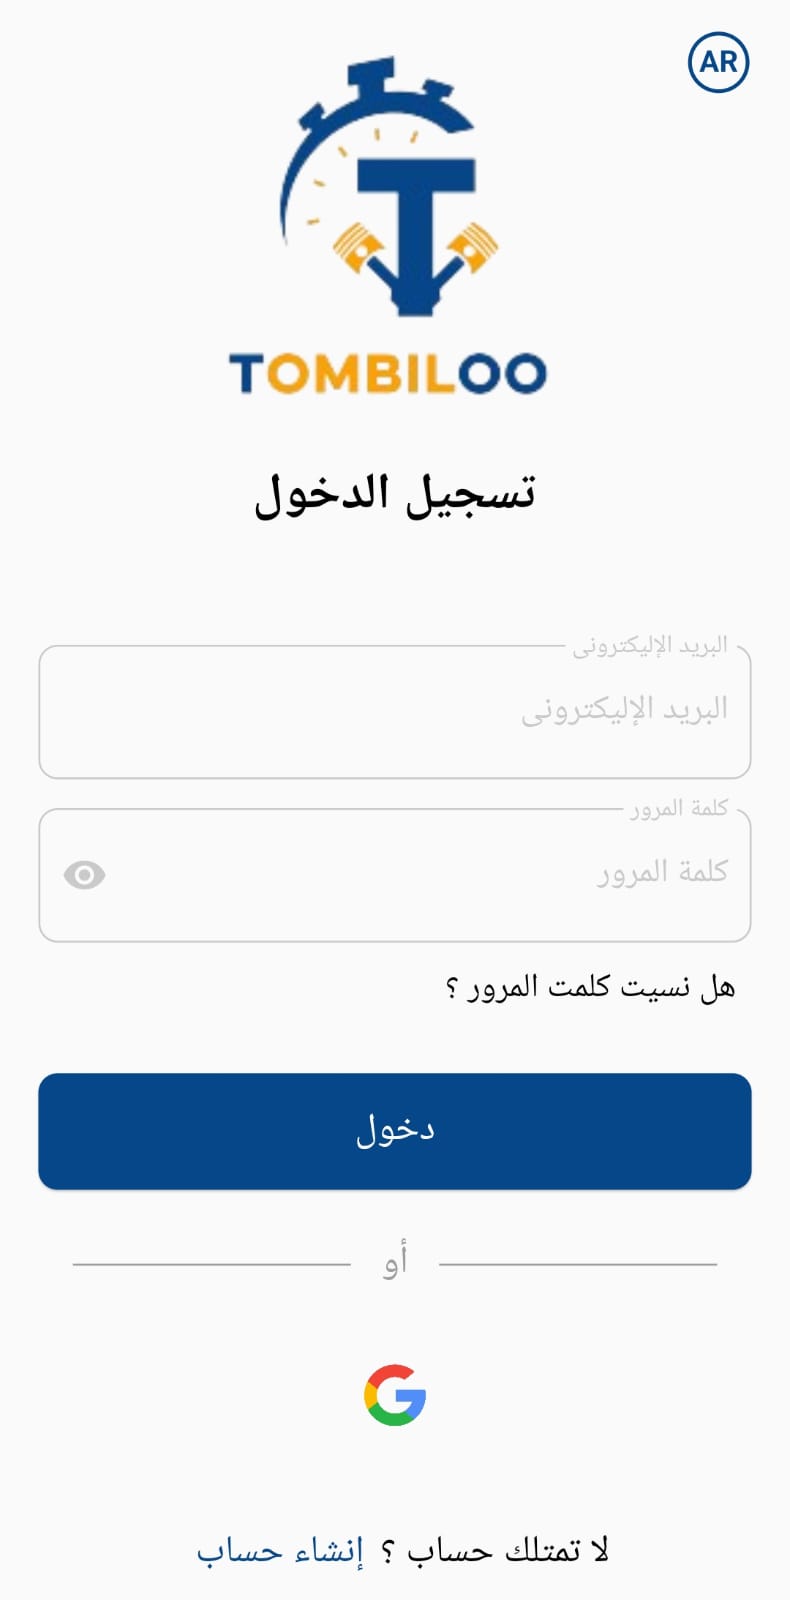 AR
TOMBILOO
تسجيل الدخول
البريد الإليكترونى
البريد الإليكترونى
كلمة المرور
كلمة المرور
هل نسيت كلمت المرور ؟
دخول
أو
لا تمتلك حساب ؟ إنشاء حساب